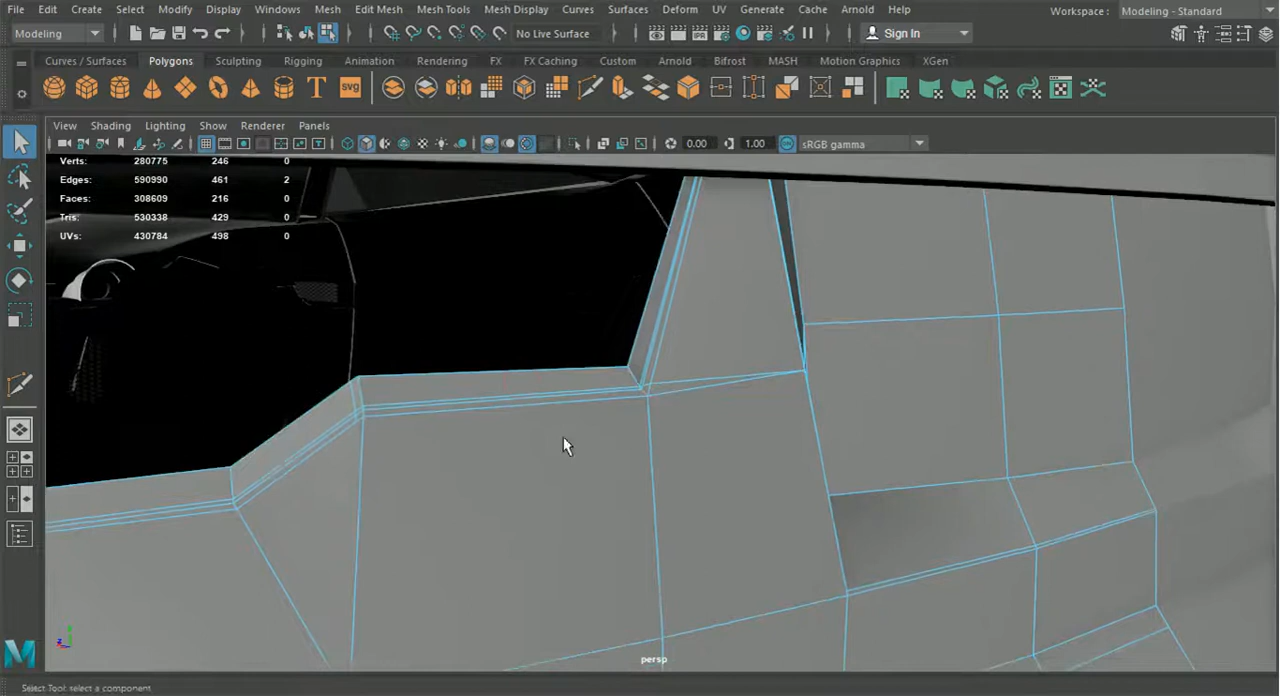 File Edit Create Select Modify Display Windows Mesh Edit Mesh Mesh Tools Mesh Display Curves Surfaces Deform UV Generate Cache Arnold Help Workspace: Modeling - Standard
Modeling No Live Surface Sign In
Curves / Surfaces Polygons Sculpting Rigging Animation Rendering FX FX Caching Custom Arnold Bifrost MASH Motion Graphics XGen
T svg
View Shading Lighting Show Renderer Panels
0.00 1.00 sRGB gamma
Verts: 280775 246 0
Edges: 590990 461 2
Faces: 308609 216 0
Tris: 530338 429 0
UVs: 430784 498 0
persp
Select Tool: select a component